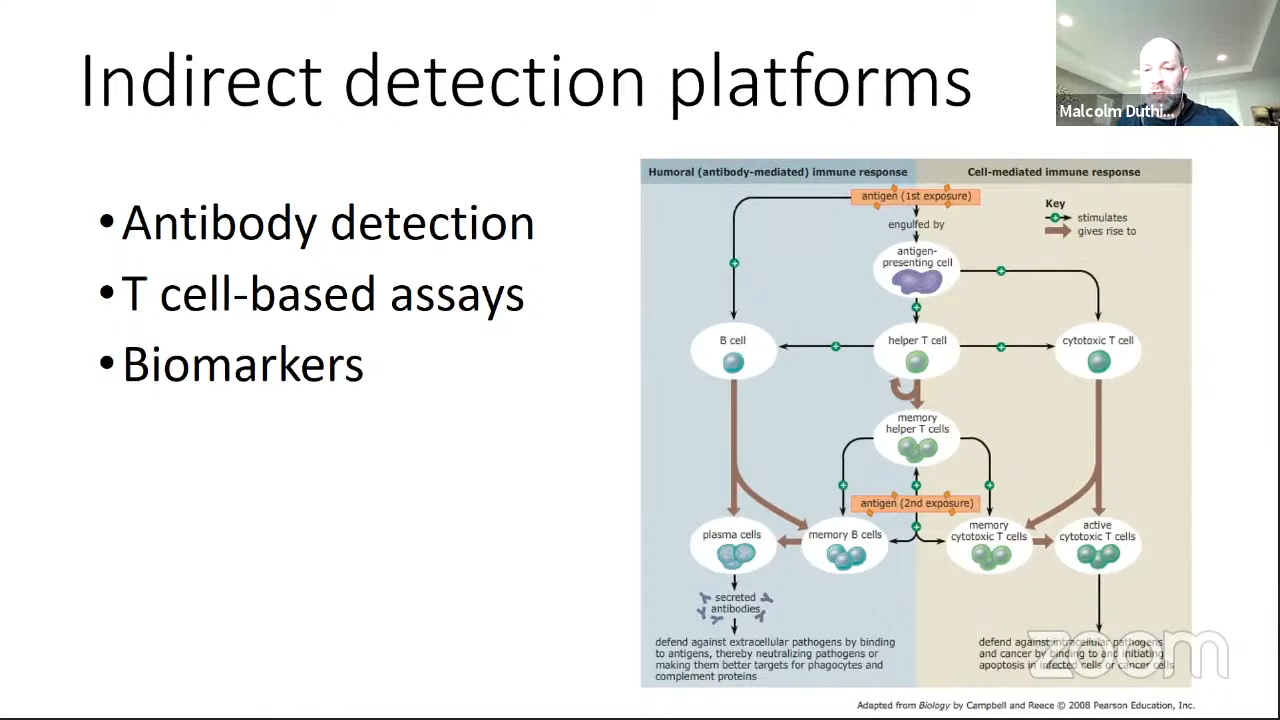 Indirect detection platforms
Malcolm Duthi...
•Antibody detection
•T cell-based assays
•Biomarkers
Humoral (antibody-mediated) immune response
Cell-mediated immune response
antigen (1st exposure)
Key
stimulates
gives rise to
engulfed by
antigen-
presenting cell
B cell
helper T cell
cytotoxic T cell
memory
helper T cells
antigen (2nd exposure)
plasma cells
memory B cells
memory
cytotoxic T cells
active
cytotoxic T cells
secreted
antibodies
defend against extracellular pathogens by binding
to antigens, thereby neutralizing pathogens or
making them better targets for phagocytes and
complement proteins
defend against intracellular pathogens
and cancer by binding to and initiating
apoptosis in infected cells or cancer cells
zoom
Adapted from Biology by Campbell and Reece © 2008 Pearson Education, Inc.